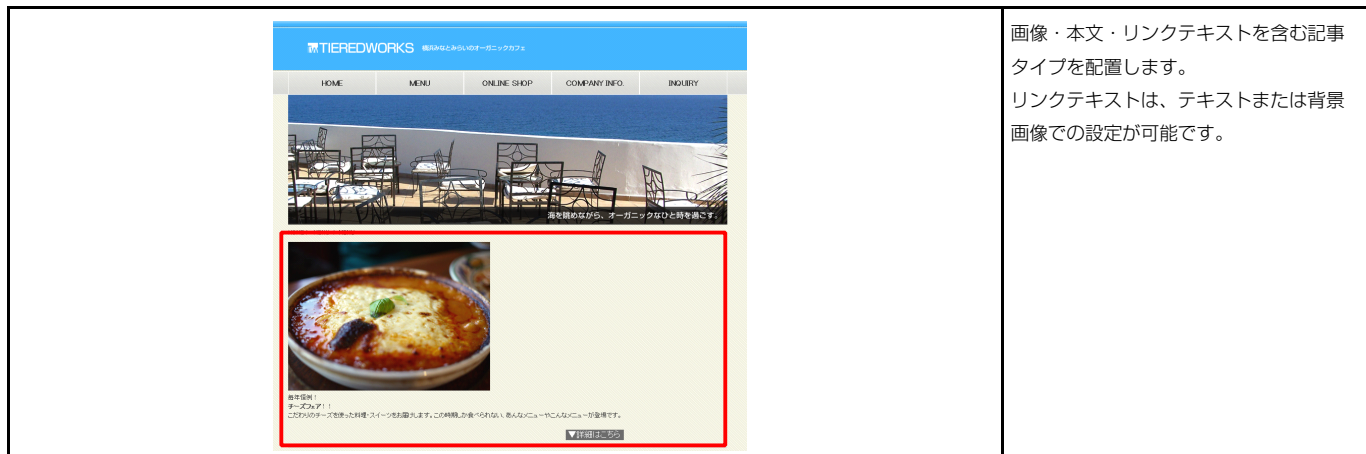 TIEREDWORKS 横浜みなとみらいのオーガニックカフェ
HOME MENU ONLINE SHOP COMPANY INFO. INQUIRY
海を眺めながら、オーガニックなひと時を過ごす。
毎年恒例！
チーズフェア！！
こだわりのチーズを使った料理・スイーツをお届けします。この時期しか食べられない、あんなメニューやこんなメニューが登場です。
▼詳細はこちら
画像・本文・リンクテキストを含む記事
タイプを配置します。
リンクテキストは、テキストまたは背景
画像での設定が可能です。